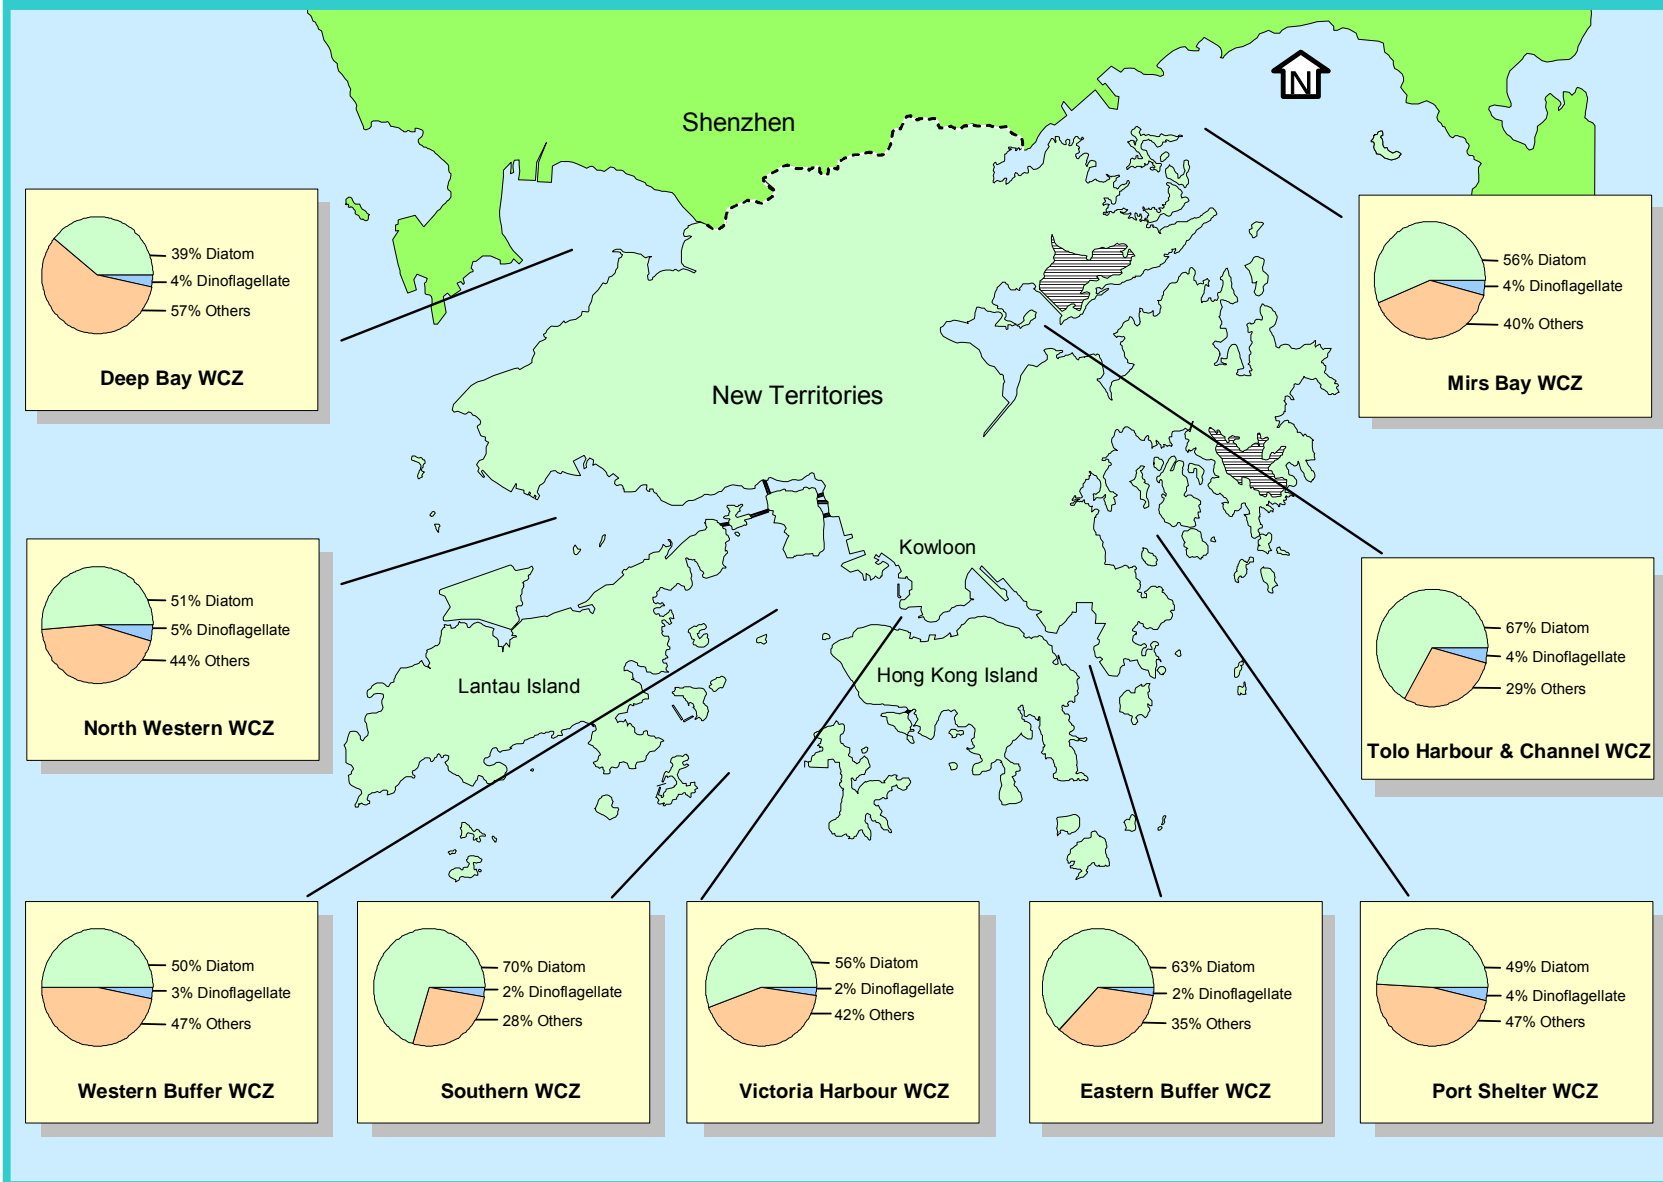 N
Shenzhen
39% Diatom
4% Dinoflagellate
57% Others
Deep Bay WCZ
56% Diatom
4% Dinoflagellate
40% Others
Mirs Bay WCZ
New Territories
Kowloon
51% Diatom
5% Dinoflagellate
44% Others
North Western WCZ
Lantau Island
Hong Kong Island
67% Diatom
4% Dinoflagellate
29% Others
Tolo Harbour & Channel WCZ
50% Diatom
3% Dinoflagellate
47% Others
Western Buffer WCZ
70% Diatom
2% Dinoflagellate
28% Others
Southern WCZ
56% Diatom
2% Dinoflagellate
42% Others
Victoria Harbour WCZ
63% Diatom
2% Dinoflagellate
35% Others
Eastern Buffer WCZ
49% Diatom
4% Dinoflagellate
47% Others
Port Shelter WCZ